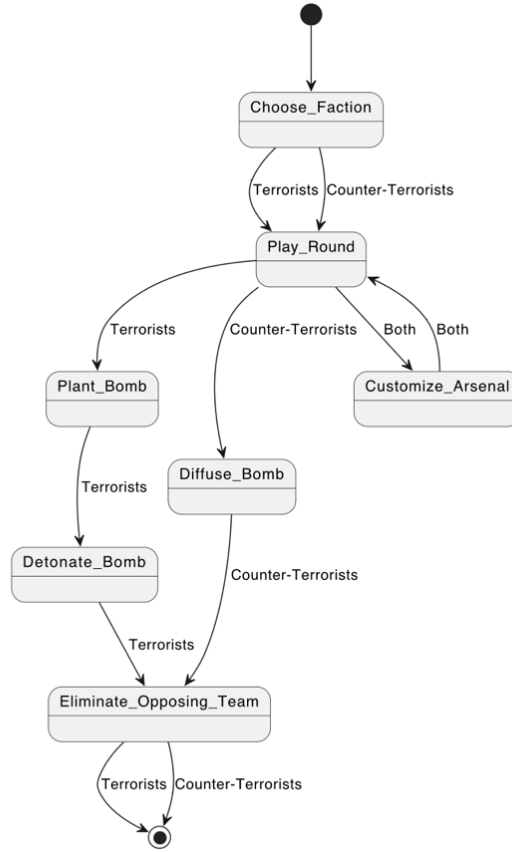 Choose_Faction
Terrorists
Counter-Terrorists
Play_Round
Terrorists
Counter-Terrorists
Both
Both
Plant_Bomb
Customize_Arsenal
Diffuse_Bomb
Terrorists
Detonate_Bomb
Counter-Terrorists
Terrorists
Eliminate_Opposing_Team
Terrorists
Counter-Terrorists